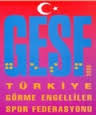 GESF
TÜRKİYE
GÖRME ENGELLİLER
SPOR FEDERASYONU